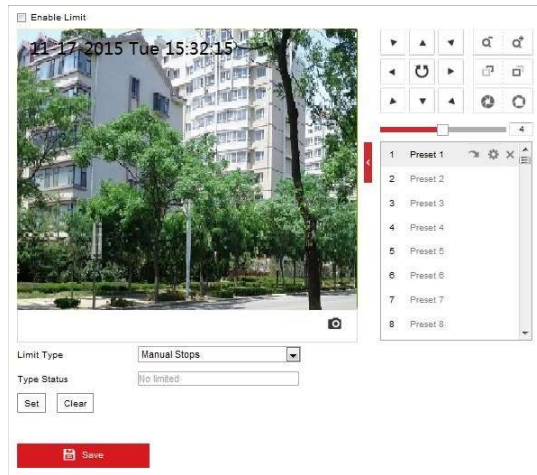 Enable Limit
11-17-2015 Tue 15:32:15
4
1 Preset 1
2 Preset 2
3 Preset 3
4 Preset 4
5 Preset 5
6 Preset 6
7 Preset 7
8 Preset 8
Limit Type Manual Stops
Type Status No limited
Set Clear
Save